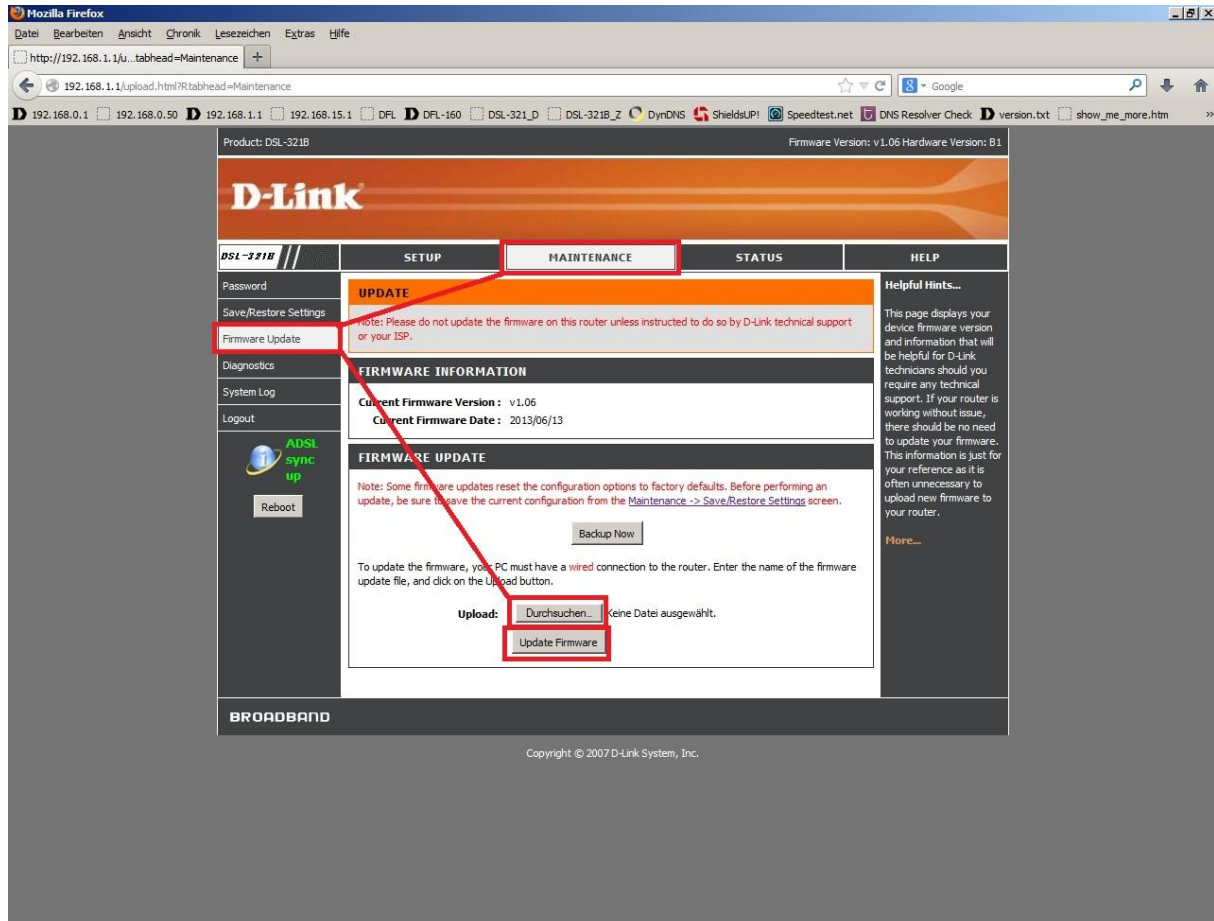 Mozilla Firefox
Datei Bearbeiten Ansicht Chronik Lesezeichen Extras Hilfe
http://192.168.1.1/u...tabhead=Maintenance
192.168.1.1/upload.html?Rtabhead=Maintenance
Google
192.168.0.1 192.168.0.50 192.168.1.1 192.168.15.1 DFL DFL-160 DSL-321_D DSL-321B_Z DynDNS ShieldsUP! Speedtest.net DNS Resolver Check version.txt show_me_more.htm »
Product: DSL-321B
Firmware Version: v1.06 Hardware Version: B1
D-Link
DSL-321B
SETUP
MAINTENANCE
STATUS
HELP
Password
Save/Restore Settings
Firmware Update
Diagnostics
System Log
Logout
ADSL
sync
up
Reboot
UPDATE
Note: Please do not update the firmware on this router unless instructed to do so by D-Link technical support
or your ISP.
FIRMWARE INFORMATION
Current Firmware Version : v1.06
Current Firmware Date : 2013/06/13
FIRMWARE UPDATE
Note: Some firmware updates reset the configuration options to factory defaults. Before performing an
update, be sure to save the current configuration from the Maintenance -> Save/Restore Settings screen.
Backup Now
To update the firmware, your PC must have a wired connection to the router. Enter the name of the firmware
update file, and click on the Upload button.
Upload: Durchsuchen... Keine Datei ausgewählt.
Update Firmware
Helpful Hints...
This page displays your
device firmware version
and information that will
be helpful for D-Link
technicians should you
require any technical
support. If your router is
working without issue,
there should be no need
to update your firmware.
This information is just for
your reference as it is
often unnecessary to
upload new firmware to
your router.
More...
BROADBAND
Copyright © 2007 D-Link System, Inc.